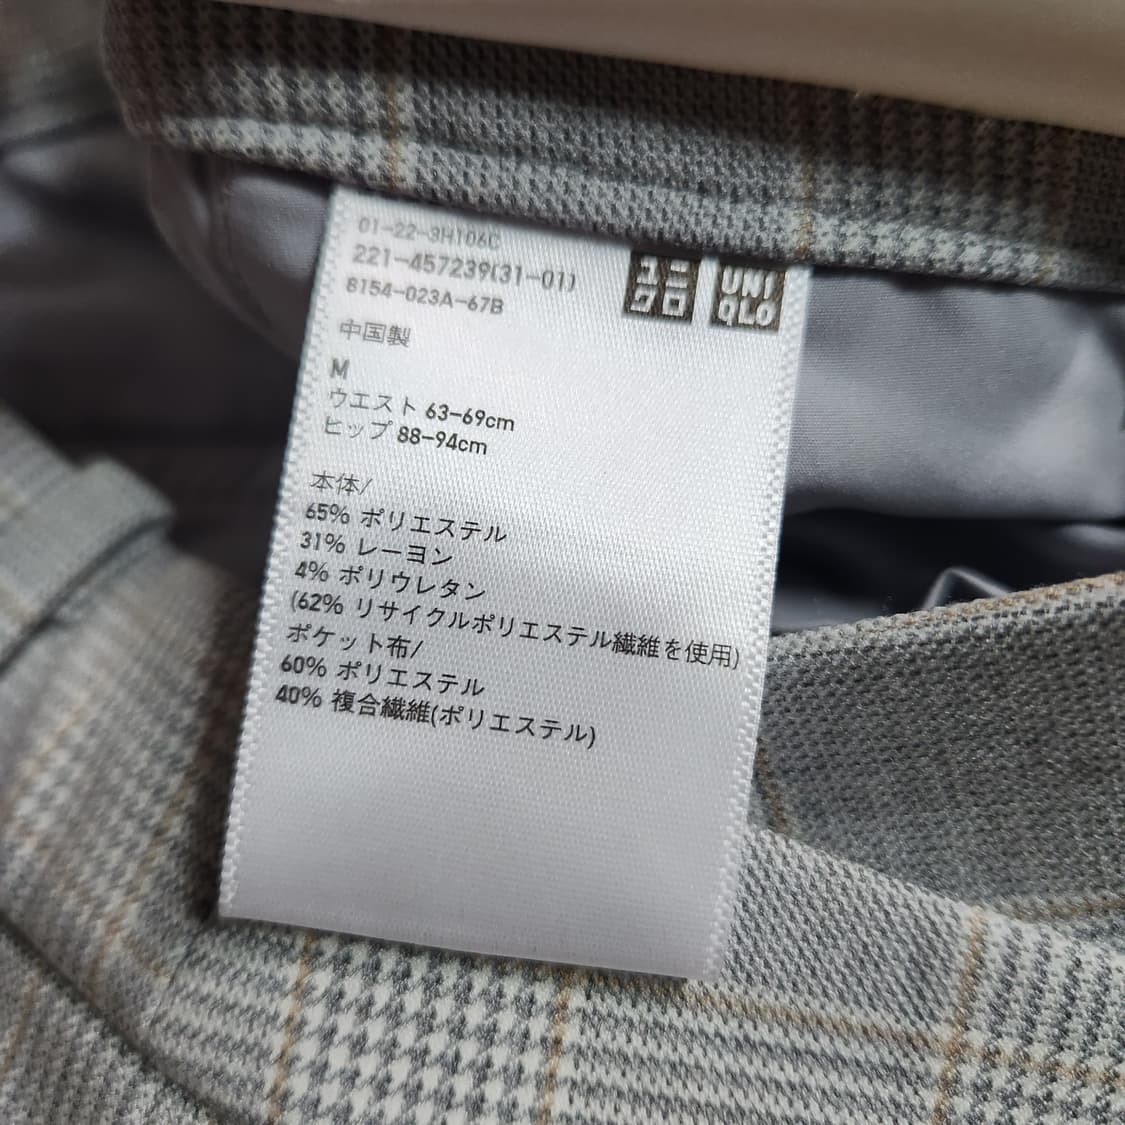 01-22-3H106C
221-457239(31-01)
8154-023A-67B
ユニ
クロ
UNI
QLO
中国製
M
ウエスト 63-69cm
ヒップ 88-94cm
本体/
65% ポリエステル
31% レーヨン
4% ポリウレタン
(62% リサイクルポリエステル繊維を使用)
ポケット布/
60% ポリエステル
40% 複合繊維(ポリエステル)